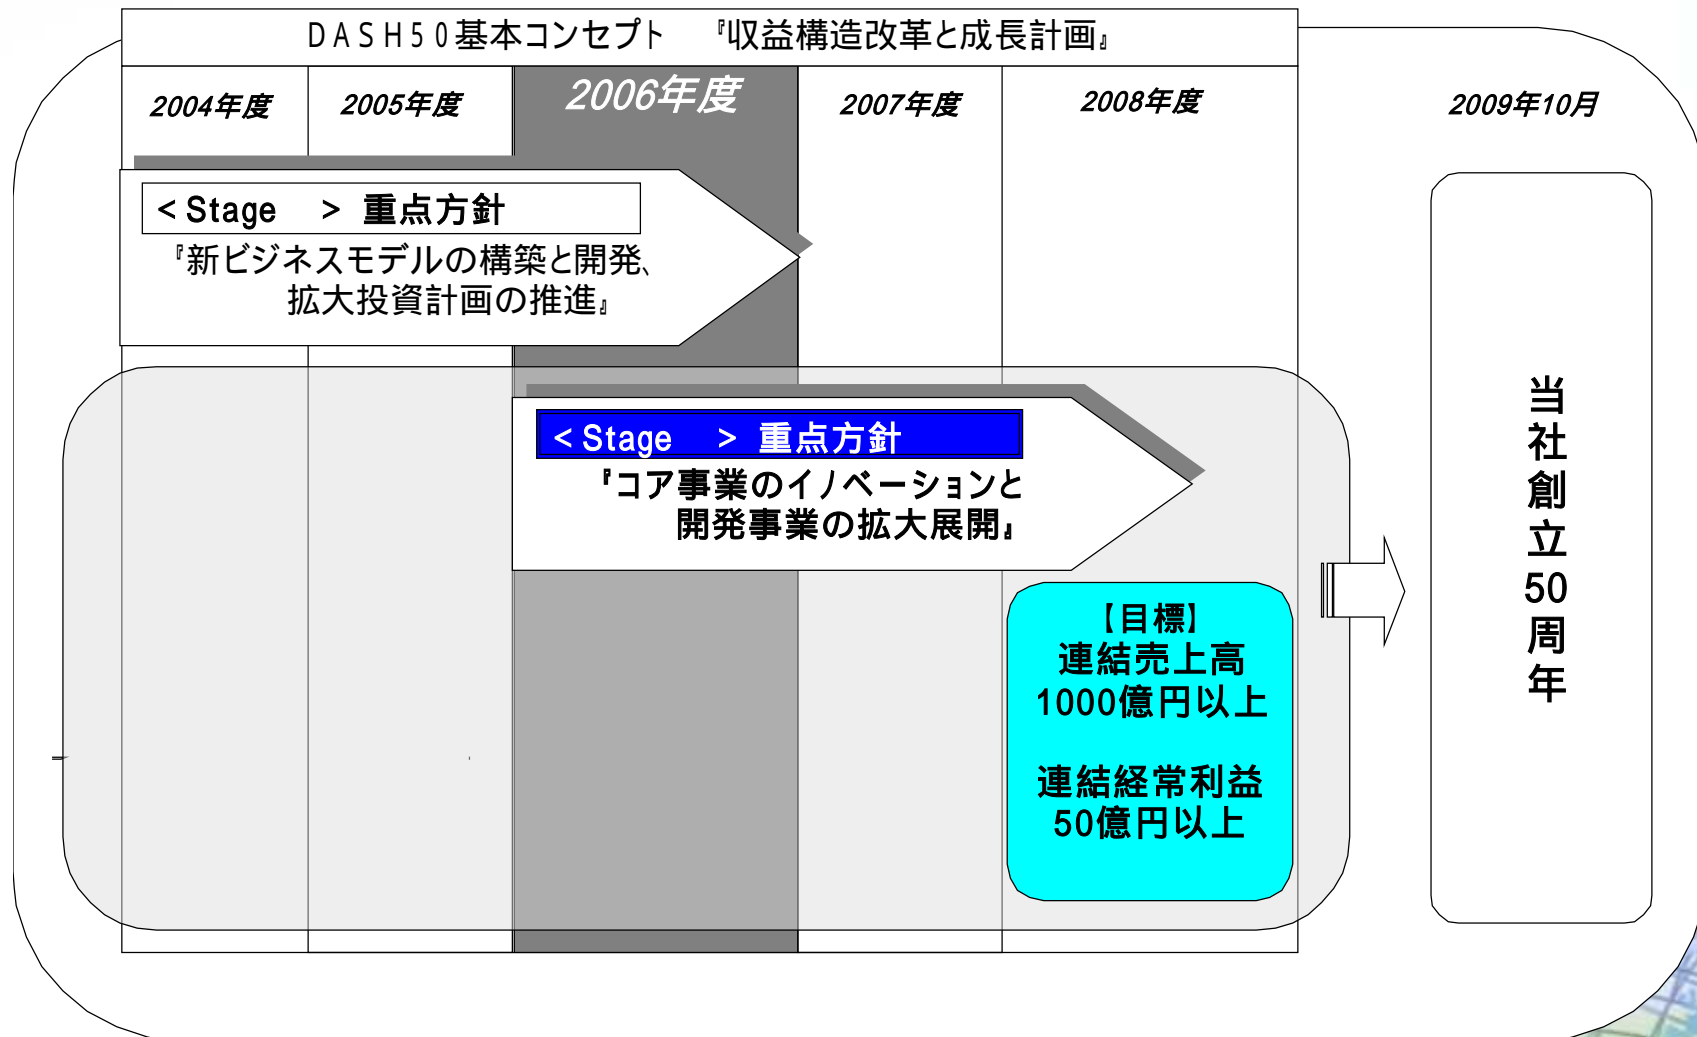 DASH50基本コンセプト 『収益構造改革と成長計画』
2004年度 2005年度 2006年度 2007年度 2008年度 2009年10月
<Stage > 重点方針
『新ビジネスモデルの構築と開発、
拡大投資計画の推進』
<Stage > 重点方針
『コア事業のイノベーションと
開発事業の拡大展開』
【目標】
連結売上高
1000億円以上
連結経常利益
50億円以上
当社創立50周年